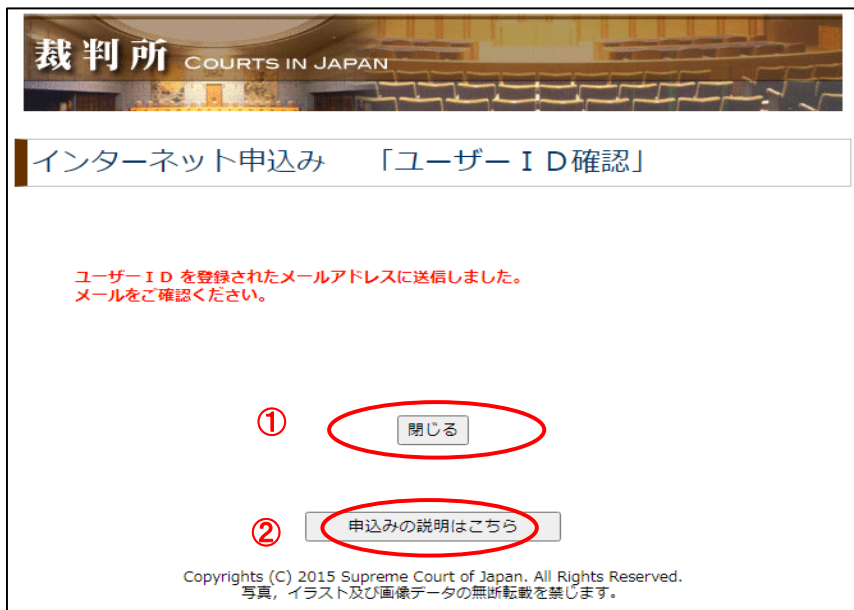 裁判所 COURTS IN JAPAN
インターネット申込み 「ユーザーＩＤ確認」
ユーザーＩＤ を登録されたメールアドレスに送信しました。
メールをご確認ください。
① 閉じる
② 申込みの説明はこちら
Copyrights (C) 2015 Supreme Court of Japan. All Rights Reserved.
写真，イラスト及び画像データの無断転載を禁じます。